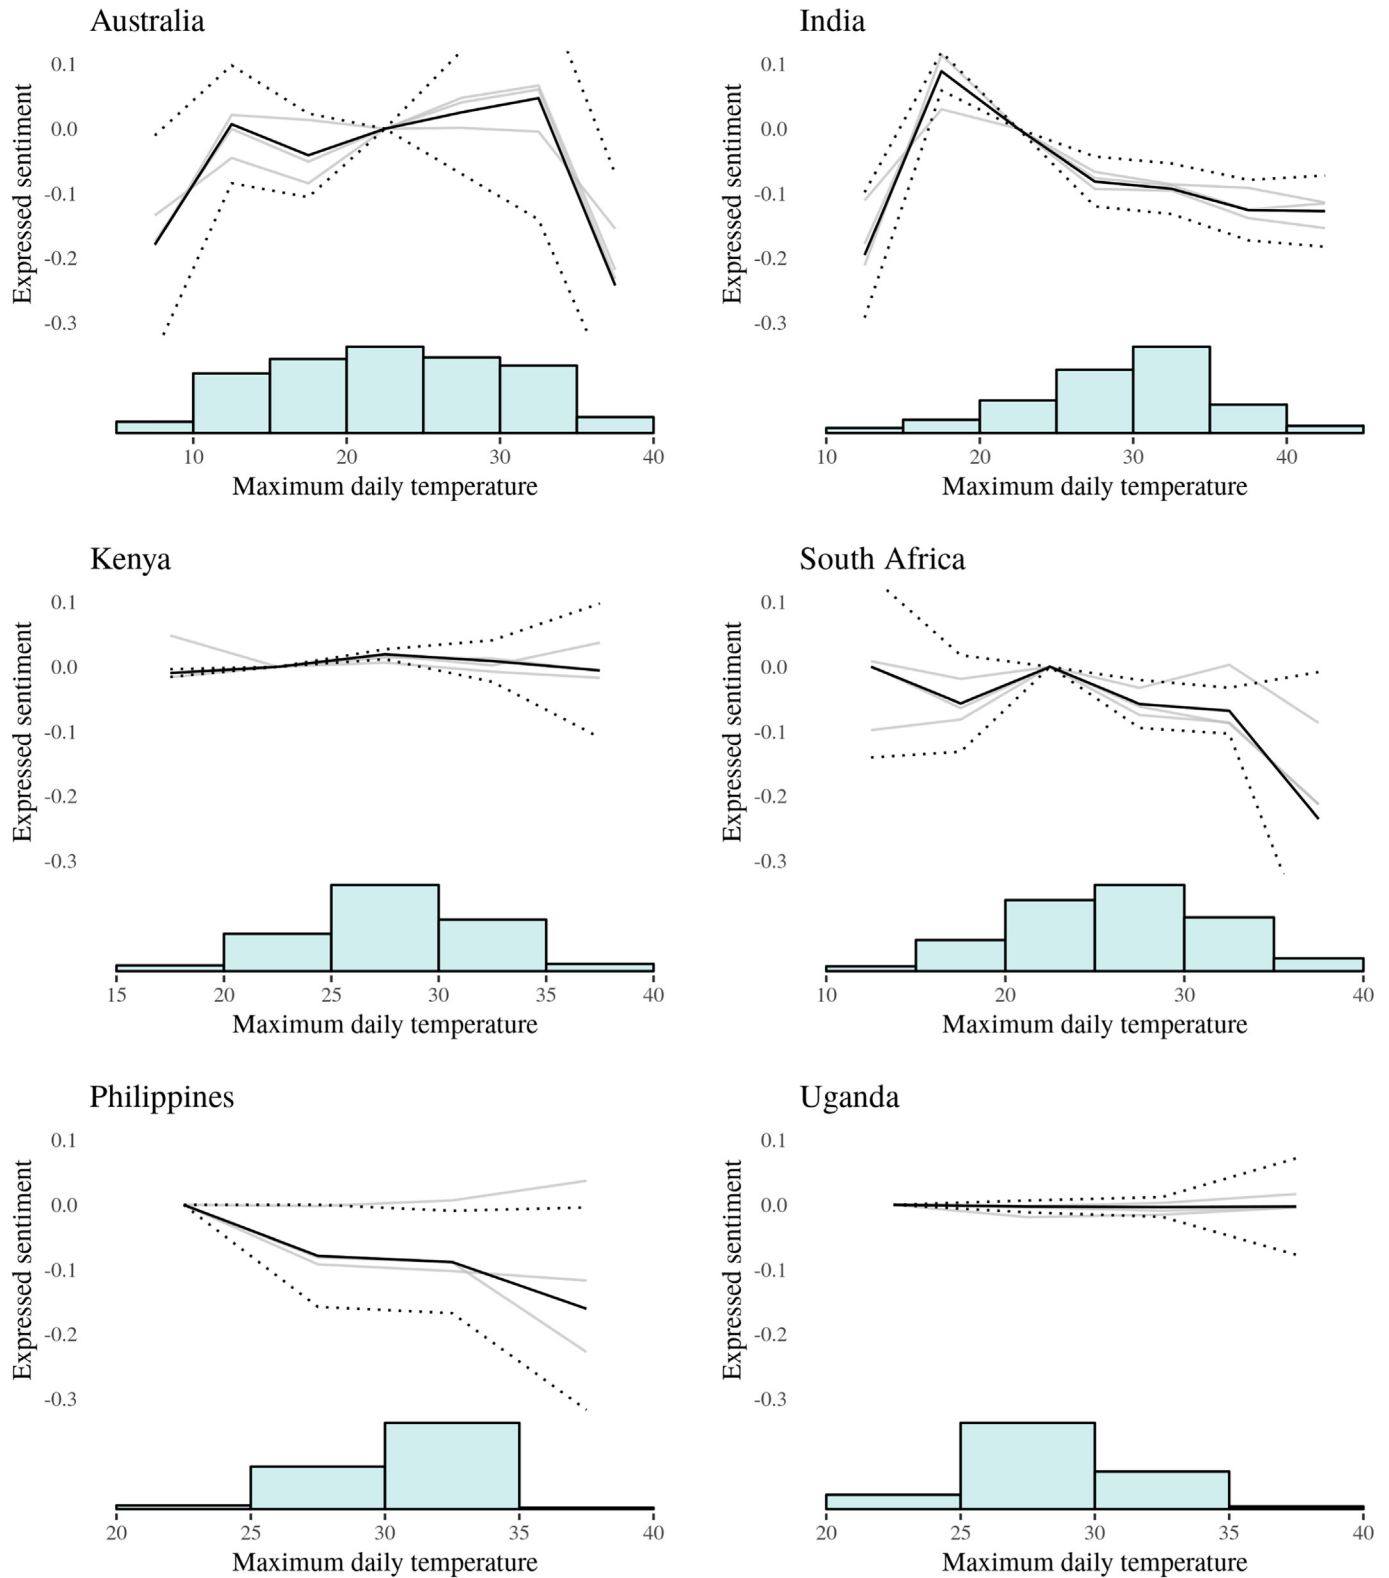 Australia
0.1
0.0
-0.1
-0.2
-0.3
Expressed sentiment
10 20 30 40
Maximum daily temperature
India
0.1
0.0
-0.1
-0.2
-0.3
Expressed sentiment
10 20 30 40
Maximum daily temperature
Kenya
0.1
0.0
-0.1
-0.2
-0.3
Expressed sentiment
15 20 25 30 35 40
Maximum daily temperature
South Africa
0.1
0.0
-0.1
-0.2
-0.3
Expressed sentiment
10 20 30 40
Maximum daily temperature
Philippines
0.1
0.0
-0.1
-0.2
-0.3
Expressed sentiment
20 25 30 35 40
Maximum daily temperature
Uganda
0.1
0.0
-0.1
-0.2
-0.3
Expressed sentiment
20 25 30 35 40
Maximum daily temperature